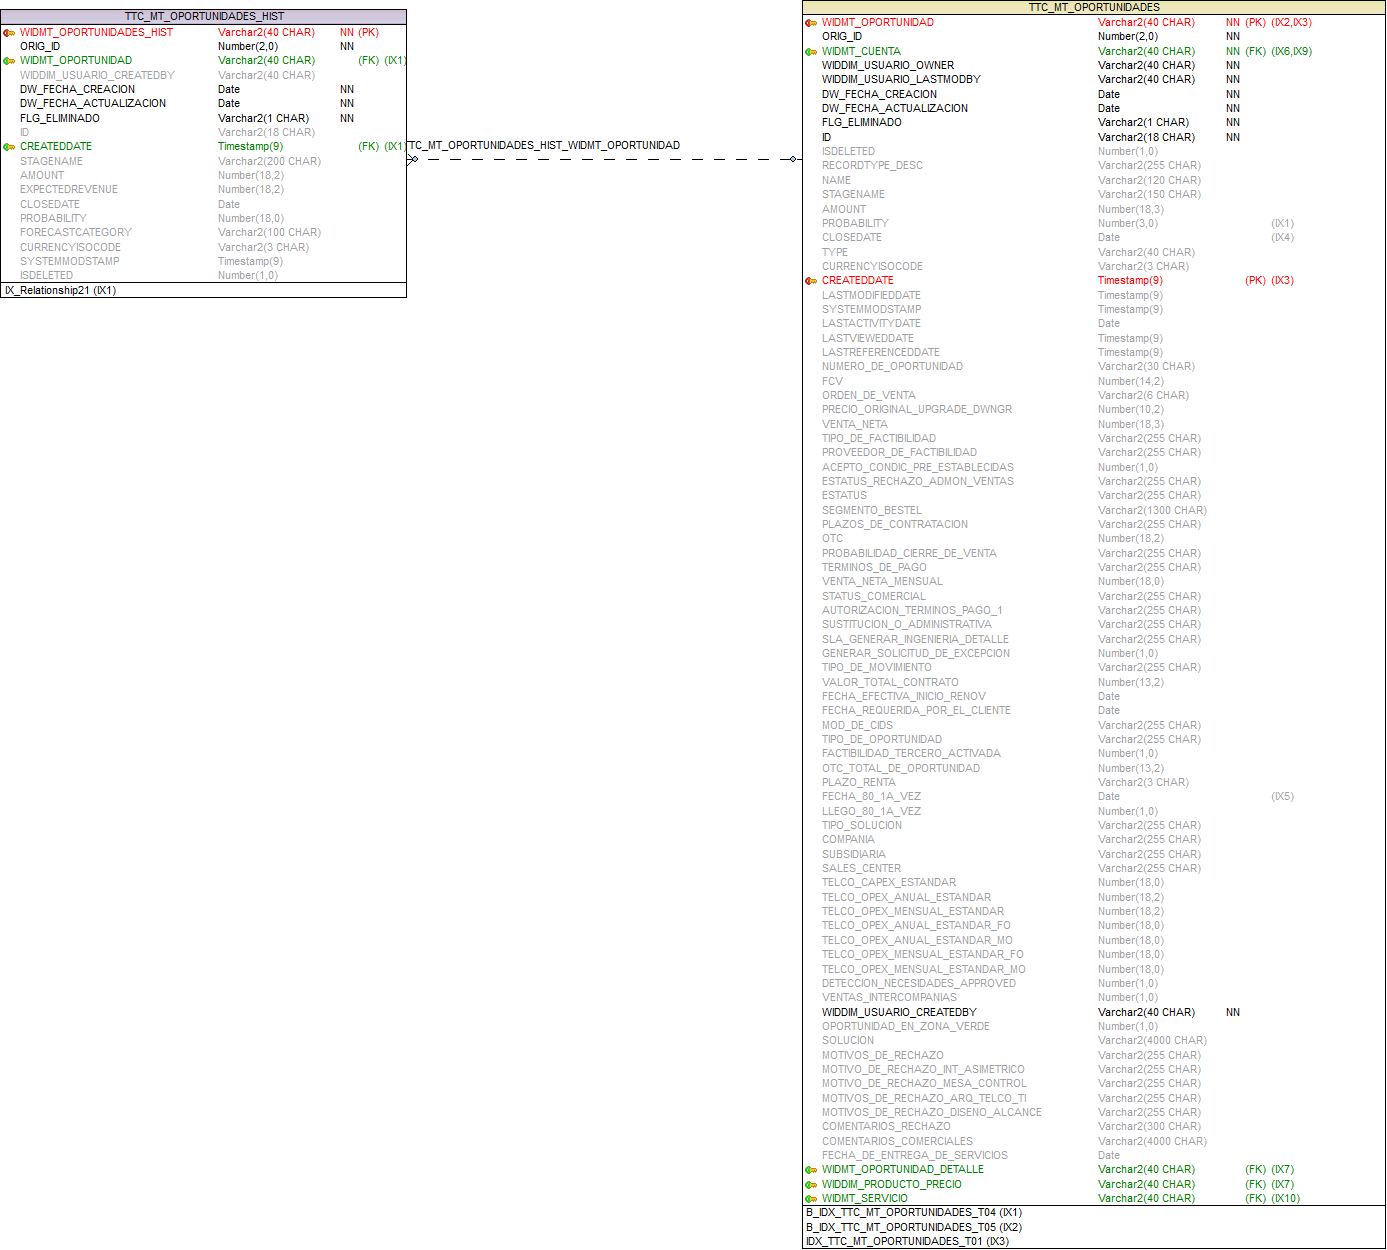 TTC_MT_OPORTUNIDADES_HIST
WIDMT_OPORTUNIDADES_HIST Varchar2(40 CHAR) NN (PK)
ORIG_ID Number(2,0) NN
WIDMT_OPORTUNIDAD Varchar2(40 CHAR) (FK) (IX1)
WIDDIM_USUARIO_CREATEDBY Varchar2(40 CHAR)
DW_FECHA_CREACION Date NN
DW_FECHA_ACTUALIZACION Date NN
FLG_ELIMINADO Varchar2(1 CHAR) NN
ID Varchar2(18 CHAR)
CREATEDDATE Timestamp(9) (FK) (IX1)
STAGENAME Varchar2(200 CHAR)
AMOUNT Number(18,2)
EXPECTEDREVENUE Number(18,2)
CLOSEDATE Date
PROBABILITY Number(18,0)
FORECASTCATEGORY Varchar2(100 CHAR)
CURRENCYISOCODE Varchar2(3 CHAR)
SYSTEMMODSTAMP Timestamp(9)
ISDELETED Number(1,0)
IX_Relationship21 (IX1)
TTC_MT_OPORTUNIDADES_HIST_WIDMT_OPORTUNIDAD
TTC_MT_OPORTUNIDADES
WIDMT_OPORTUNIDAD Varchar2(40 CHAR) NN (PK) (IX2,IX3)
ORIG_ID Number(2,0) NN
WIDMT_CUENTA Varchar2(40 CHAR) NN (FK) (IX6,IX9)
WIDDIM_USUARIO_OWNER Varchar2(40 CHAR) NN
WIDDIM_USUARIO_LASTMODBY Varchar2(40 CHAR) NN
DW_FECHA_CREACION Date NN
DW_FECHA_ACTUALIZACION Date NN
FLG_ELIMINADO Varchar2(1 CHAR) NN
ID Varchar2(18 CHAR) NN
ISDELETED Number(1,0)
RECORDTYPE_DESC Varchar2(255 CHAR)
NAME Varchar2(120 CHAR)
STAGENAME Varchar2(150 CHAR)
AMOUNT Number(18,3)
PROBABILITY Number(3,0) (IX1)
CLOSEDATE Date (IX4)
TYPE Varchar2(40 CHAR)
CURRENCYISOCODE Varchar2(3 CHAR)
CREATEDDATE Timestamp(9) (PK) (IX3)
LASTMODIFIEDDATE Timestamp(9)
SYSTEMMODSTAMP Timestamp(9)
LASTACTIVITYDATE Date
LASTVIEWEDDATE Timestamp(9)
LASTREFERENCEDDATE Timestamp(9)
NUMERO_DE_OPORTUNIDAD Varchar2(30 CHAR)
FCV Number(14,2)
ORDEN_DE_VENTA Varchar2(6 CHAR)
PRECIO_ORIGINAL_UPGRADE_DWNGR Number(10,2)
VENTA_NETA Number(18,3)
TIPO_DE_FACTIBILIDAD Varchar2(255 CHAR)
PROVEEDOR_DE_FACTIBILIDAD Varchar2(255 CHAR)
ACEPTO_CONDIC_PRE_ESTABLECIDAS Number(1,0)
ESTATUS_RECHAZO_ADMON_VENTAS Varchar2(255 CHAR)
ESTATUS Varchar2(255 CHAR)
SEGMENTO_BESTEL Varchar2(1300 CHAR)
PLAZOS_DE_CONTRATACION Varchar2(255 CHAR)
OTC Number(18,2)
PROBABILIDAD_CIERRE_DE_VENTA Varchar2(255 CHAR)
TERMINOS_DE_PAGO Varchar2(255 CHAR)
VENTA_NETA_MENSUAL Number(18,0)
STATUS_COMERCIAL Varchar2(255 CHAR)
AUTORIZACION_TERMINOS_PAGO_1 Varchar2(255 CHAR)
SUSTITUCION_O_ADMINISTRATIVA Varchar2(255 CHAR)
SLA_GENERAR_INGENIERIA_DETALLE Varchar2(255 CHAR)
GENERAR_SOLICITUD_DE_EXCEPCION Number(1,0)
TIPO_DE_MOVIMIENTO Varchar2(255 CHAR)
VALOR_TOTAL_CONTRATO Number(13,2)
FECHA_EFECTIVA_INICIO_RENOV Date
FECHA_REQUERIDA_POR_EL_CLIENTE Date
MOD_DE_CIDS Varchar2(255 CHAR)
TIPO_DE_OPORTUNIDAD Varchar2(255 CHAR)
FACTIBILIDAD_TERCERO_ACTIVADA Number(1,0)
OTC_TOTAL_DE_OPORTUNIDAD Number(13,2)
PLAZO_RENTA Varchar2(3 CHAR)
FECHA_80_1A_VEZ Date (IX5)
LLEGO_80_1A_VEZ Number(1,0)
TIPO_SOLUCION Varchar2(255 CHAR)
COMPANIA Varchar2(255 CHAR)
SUBSIDIARIA Varchar2(255 CHAR)
SALES_CENTER Varchar2(255 CHAR)
TELCO_CAPEX_ESTANDAR Number(18,0)
TELCO_OPEX_ANUAL_ESTANDAR Number(18,2)
TELCO_OPEX_MENSUAL_ESTANDAR Number(18,2)
TELCO_OPEX_ANUAL_ESTANDAR_FO Number(18,0)
TELCO_OPEX_ANUAL_ESTANDAR_MO Number(18,0)
TELCO_OPEX_MENSUAL_ESTANDAR_FO Number(18,0)
TELCO_OPEX_MENSUAL_ESTANDAR_MO Number(18,0)
DETECCION_NECESIDADES_APPROVED Number(1,0)
VENTAS_INTERCOMPANIAS Number(1,0)
WIDDIM_USUARIO_CREATEDBY Varchar2(40 CHAR) NN
OPORTUNIDAD_EN_ZONA_VERDE Number(1,0)
SOLUCION Varchar2(4000 CHAR)
MOTIVOS_DE_RECHAZO Varchar2(255 CHAR)
MOTIVO_DE_RECHAZO_INT_ASIMETRICO Varchar2(255 CHAR)
MOTIVO_DE_RECHAZO_MESA_CONTROL Varchar2(255 CHAR)
MOTIVOS_DE_RECHAZO_ARQ_TELCO_TI Varchar2(255 CHAR)
MOTIVOS_DE_RECHAZO_DISENO_ALCANCE Varchar2(255 CHAR)
COMENTARIOS_RECHAZO Varchar2(300 CHAR)
COMENTARIOS_COMERCIALES Varchar2(4000 CHAR)
FECHA_DE_ENTREGA_DE_SERVICIOS Date
WIDMT_OPORTUNIDAD_DETALLE Varchar2(40 CHAR) (FK) (IX7)
WIDDIM_PRODUCTO_PRECIO Varchar2(40 CHAR) (FK) (IX7)
WIDMT_SERVICIO Varchar2(40 CHAR) (FK) (IX10)
B_IDX_TTC_MT_OPORTUNIDADES_T04 (IX1)
B_IDX_TTC_MT_OPORTUNIDADES_T05 (IX2)
IDX_TTC_MT_OPORTUNIDADES_T01 (IX3)